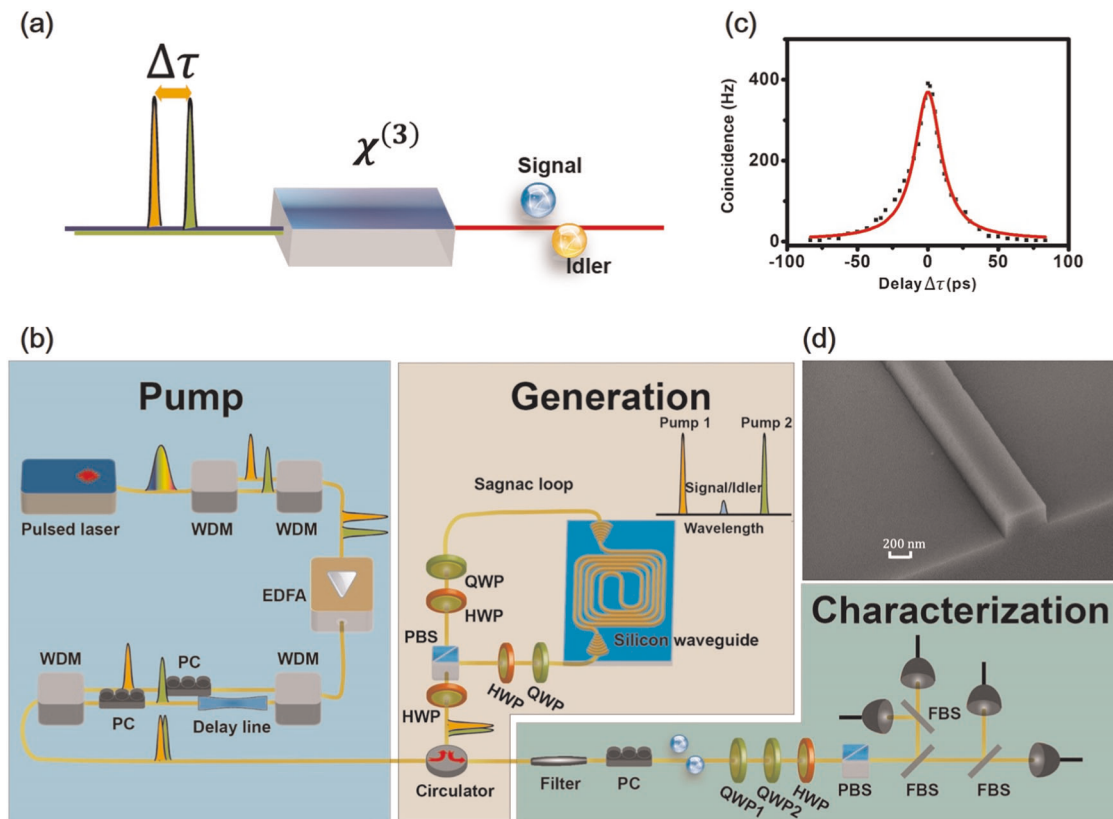 (a)
Δτ
χ(3)
Signal
Idler
(c)
Coincidence (Hz)
400
200
0
-100
-50
0
50
100
Delay Δτ(ps)
(b)
Pump
Pulsed laser
WDM
WDM
EDFA
WDM
PC
WDM
PC
Delay line
Generation
Pump 1
Pump 2
Signal/Idler
Wavelength
Sagnac loop
QWP
HWP
PBS
Silicon waveguide
HWP
QWP
HWP
Circulator
(d)
200 nm
Characterization
FBS
Filter
PC
QWP1
QWP2
HWP
PBS
FBS
FBS